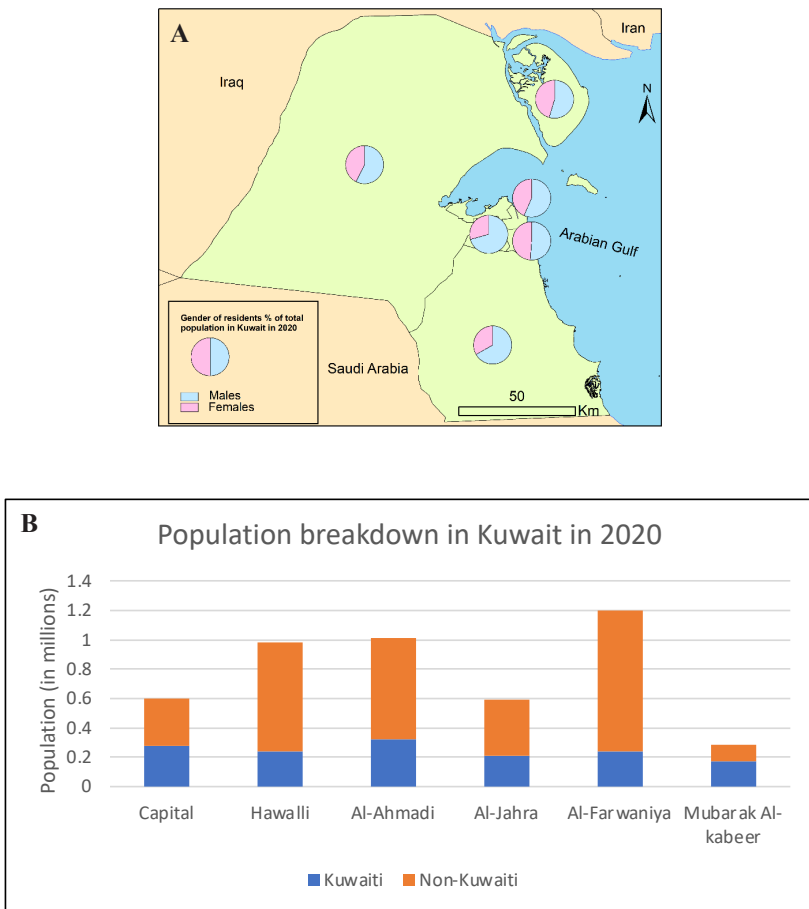 A
Iran
Iraq
N
Arabian Gulf
Gender of residents % of total
population in Kuwait in 2020
Males
Females
Saudi Arabia
50
Km
B
Population breakdown in Kuwait in 2020
Population (in millions)
1.4
1.2
1
0.8
0.6
0.4
0.2
0
Capital
Hawalli
Al-Ahmadi
Al-Jahra
Al-Farwaniya
Mubarak Al-
kabeer
Kuwaiti
Non-Kuwaiti